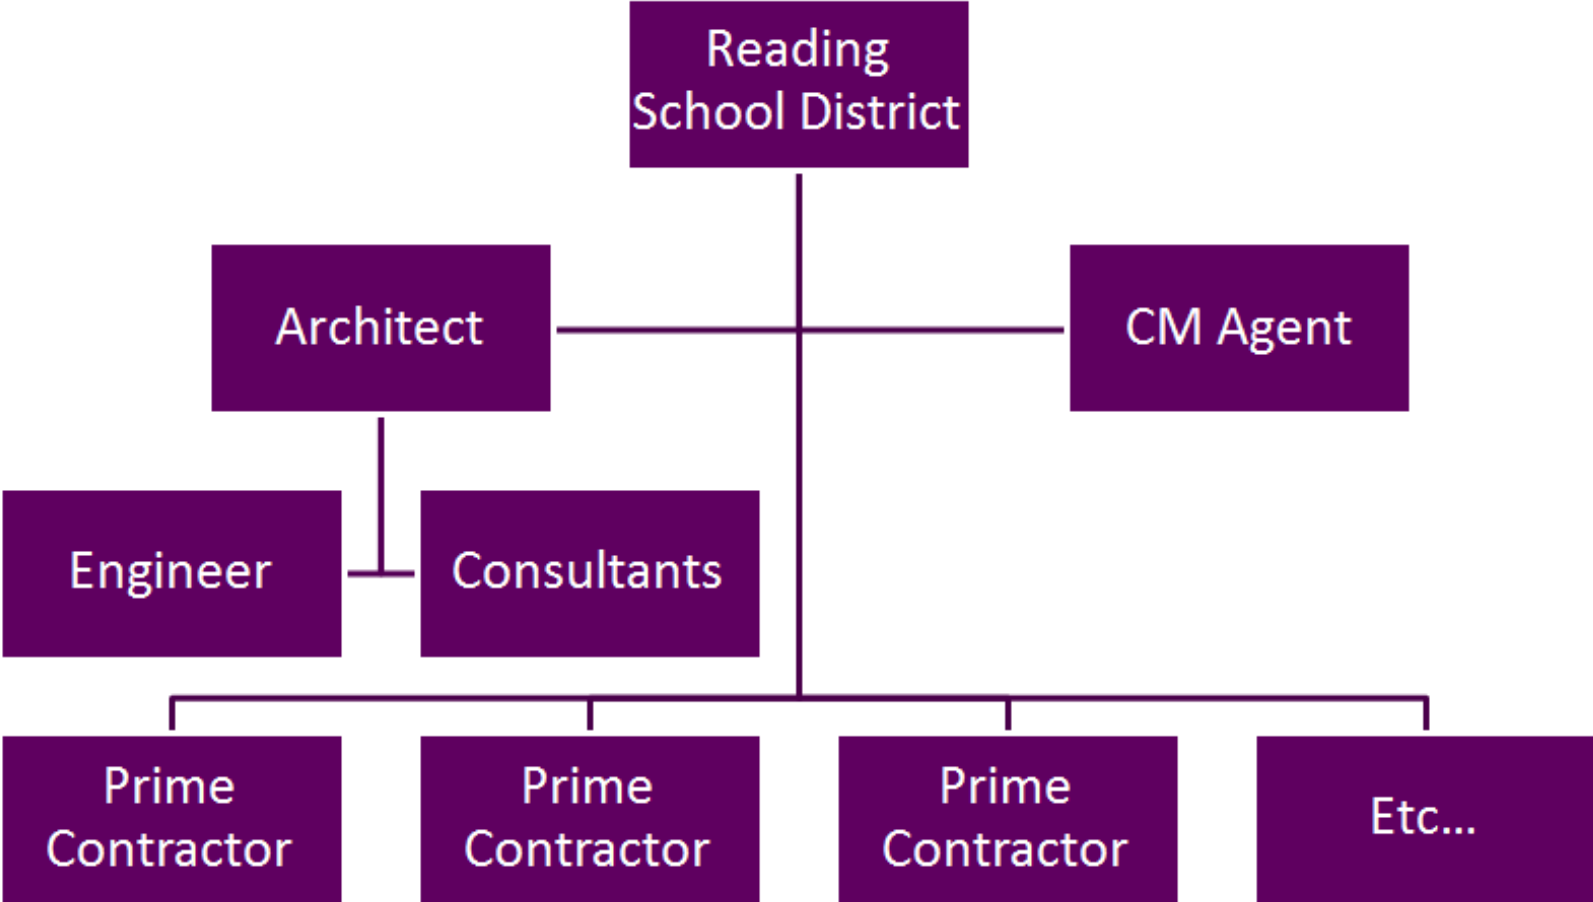 Reading
School District
Architect
CM Agent
Engineer
Consultants
Prime
Contractor
Prime
Contractor
Prime
Contractor
Etc...